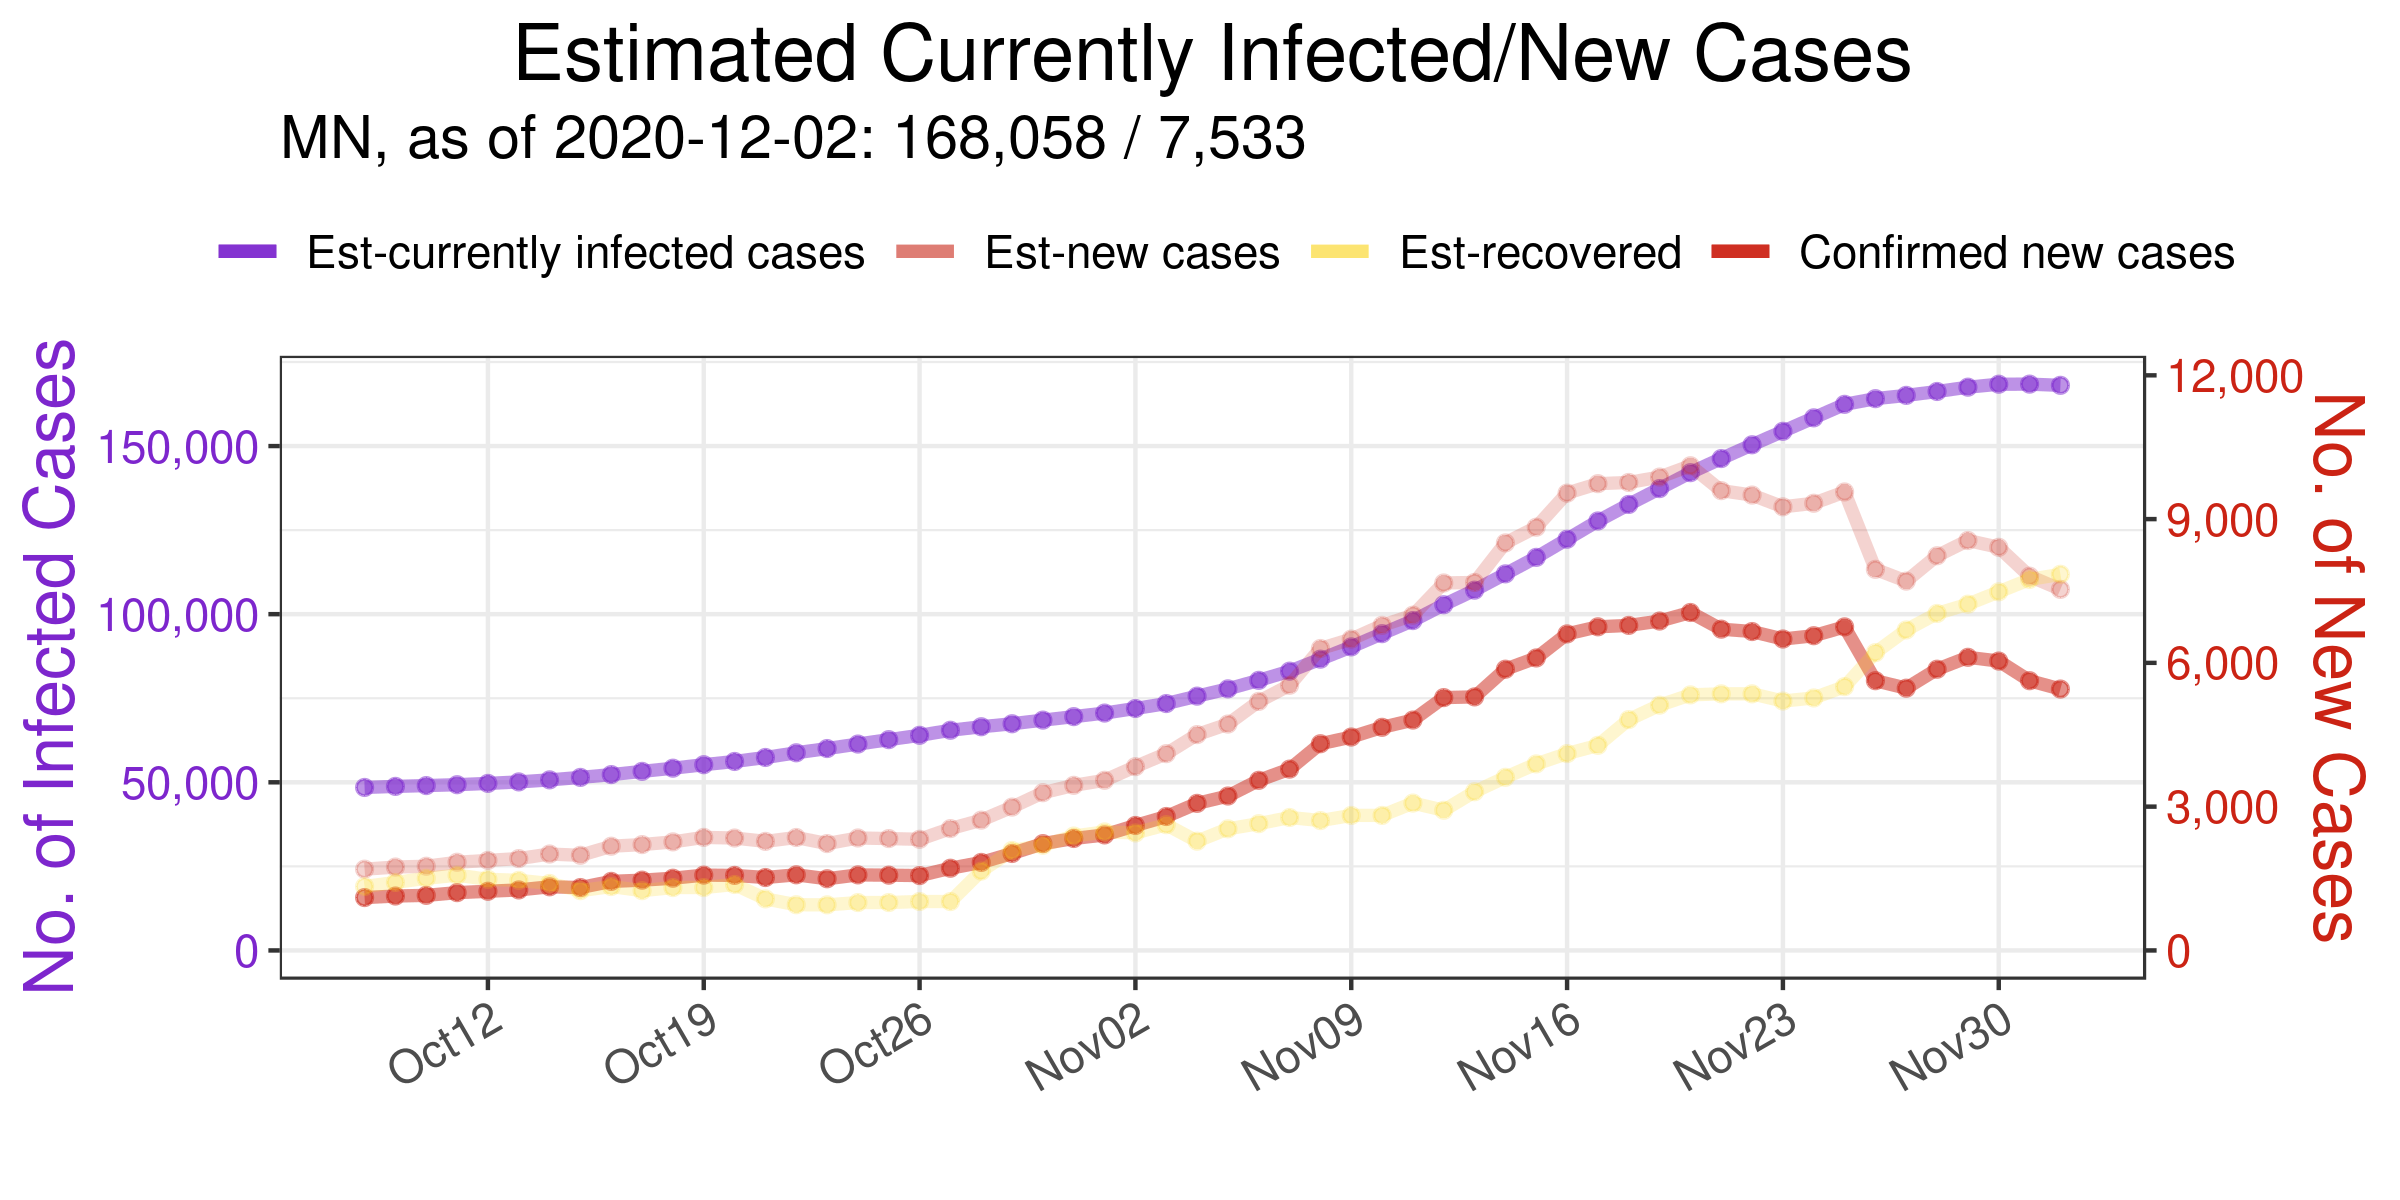 Estimated Currently Infected/New Cases
MN, as of 2020-12-02: 168,058 / 7,533
Est-currently infected cases Est-new cases Est-recovered Confirmed new cases
No. of Infected Cases
150,000
100,000
50,000
0
12,000
9,000
6,000
3,000
0
No. of New Cases
Oct12 Oct19 Oct26 Nov02 Nov09 Nov16 Nov23 Nov30